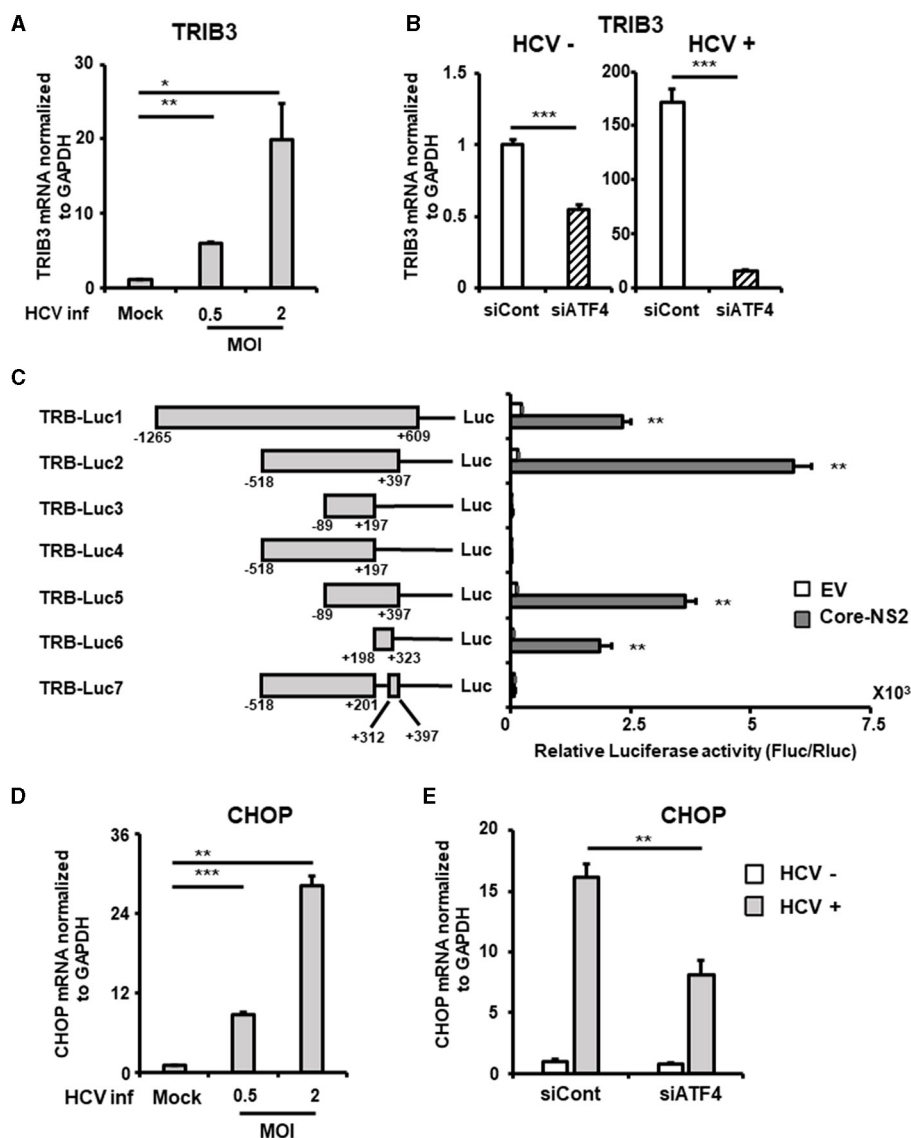 A
TRIB3
TRIB3 mRNA normalized
to GAPDH
30
20
10
0
*
**
HCV inf
Mock
0.5
2
MOI
B
TRIB3
HCV -
HCV +
TRIB3 mRNA normalized
to GAPDH
1.5
1
0.5
0
***
siCont
siATF4
200
150
100
50
0
***
siCont
siATF4
C
TRB-Luc1
-1265
+609
Luc
**
TRB-Luc2
-518
+397
Luc
**
TRB-Luc3
-89
+197
Luc
TRB-Luc4
-518
+197
Luc
TRB-Luc5
-89
+397
Luc
**
TRB-Luc6
+198
+323
Luc
**
TRB-Luc7
-518
+201
+312
+397
Luc
EV
Core-NS2
X10³
0
2.5
5
7.5
Relative Luciferase activity (Fluc/Rluc)
D
CHOP
CHOP mRNA normalized
to GAPDH
36
24
12
0
**
***
HCV inf
Mock
0.5
2
MOI
E
CHOP
CHOP mRNA normalized
to GAPDH
20
15
10
5
0
**
siCont
siATF4
HCV -
HCV +